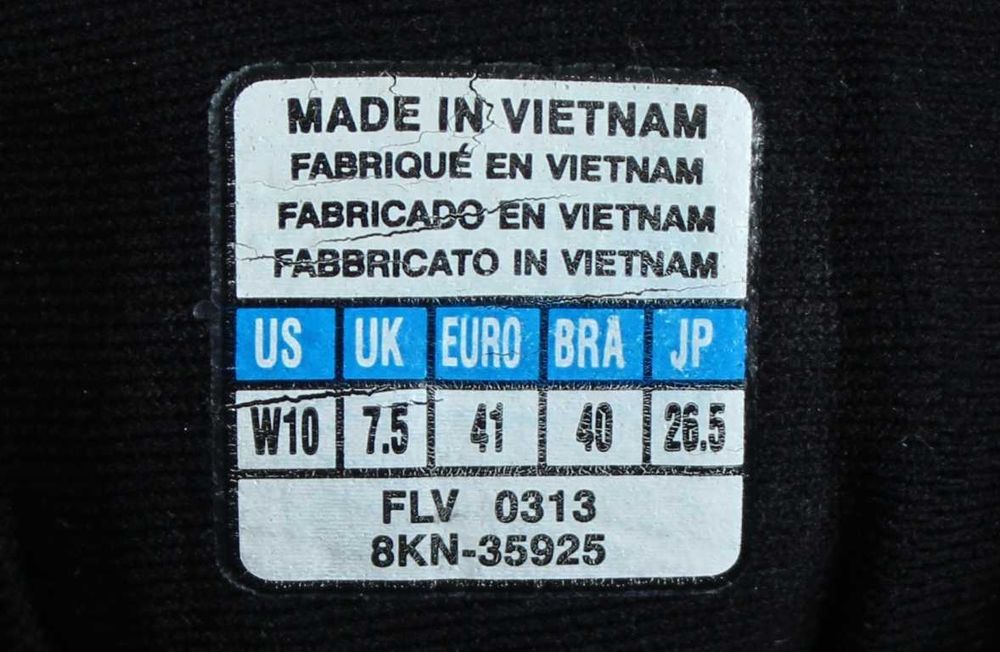 MADE IN VIETNAM
FABRIQUÉ EN VIETNAM
FABRICADO EN VIETNAM
FABBRICATO IN VIETNAM
US UK EURO BRA JP
W10 7.5 41 40 26.5
FLV 0313
8KN-35925